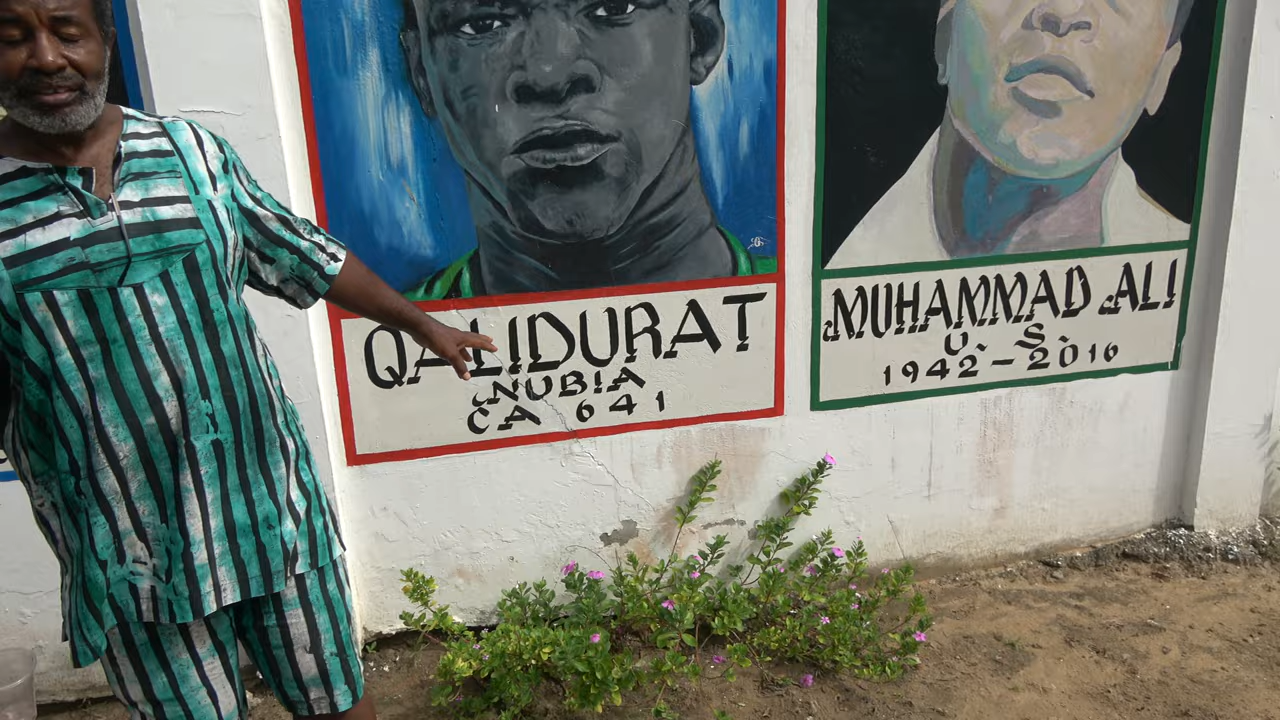 QALIDURAT
NUBIA
CA 641
MUHAMMAD ALI
U. S.
1942-2016